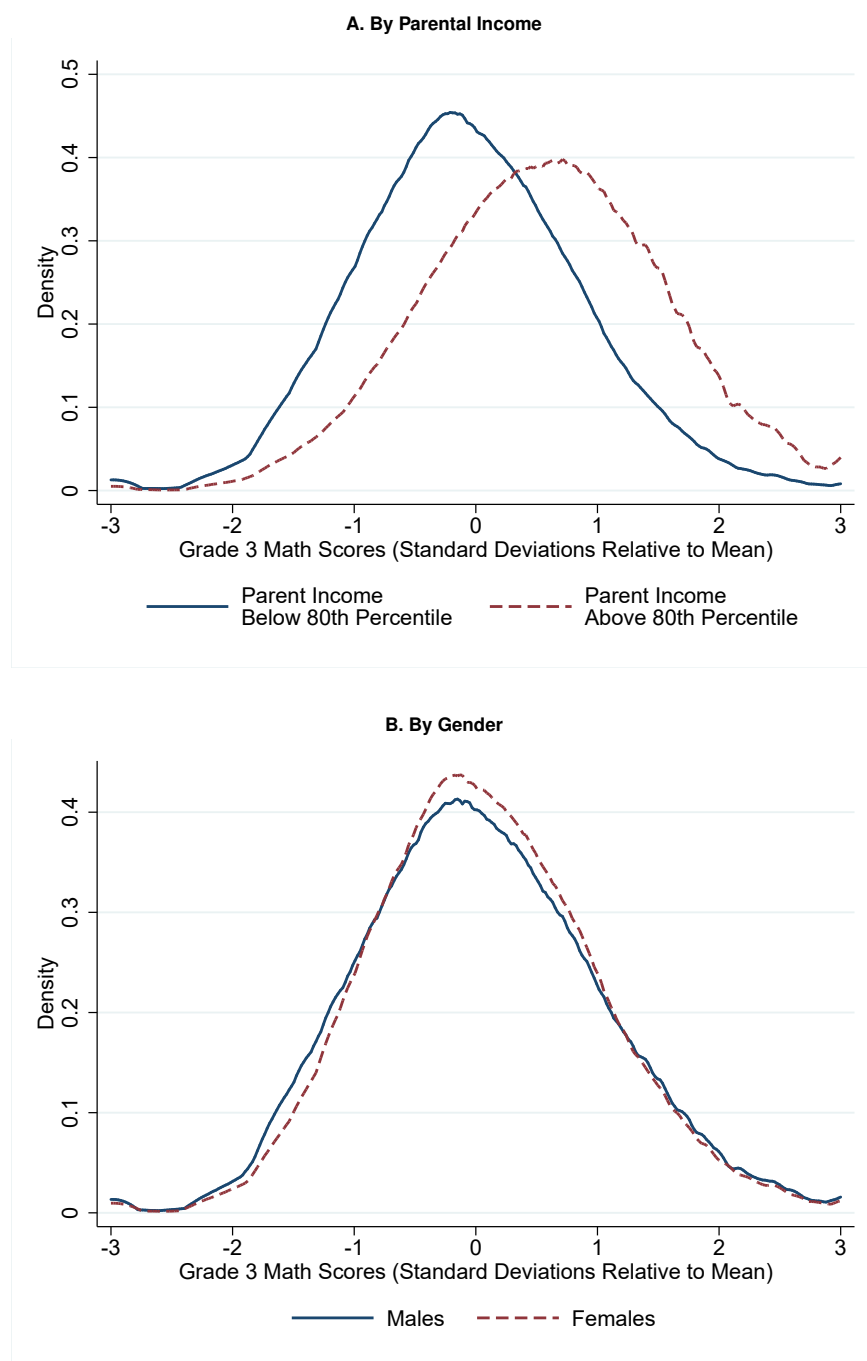 A. By Parental Income
0.5
0.4
0.3
0.2
0.1
0
Density
-3 -2 -1 0 1 2 3
Grade 3 Math Scores (Standard Deviations Relative to Mean)
Parent Income
Below 80th Percentile
Parent Income
Above 80th Percentile
B. By Gender
0.4
0.3
0.2
0.1
0
Density
-3 -2 -1 0 1 2 3
Grade 3 Math Scores (Standard Deviations Relative to Mean)
Males Females